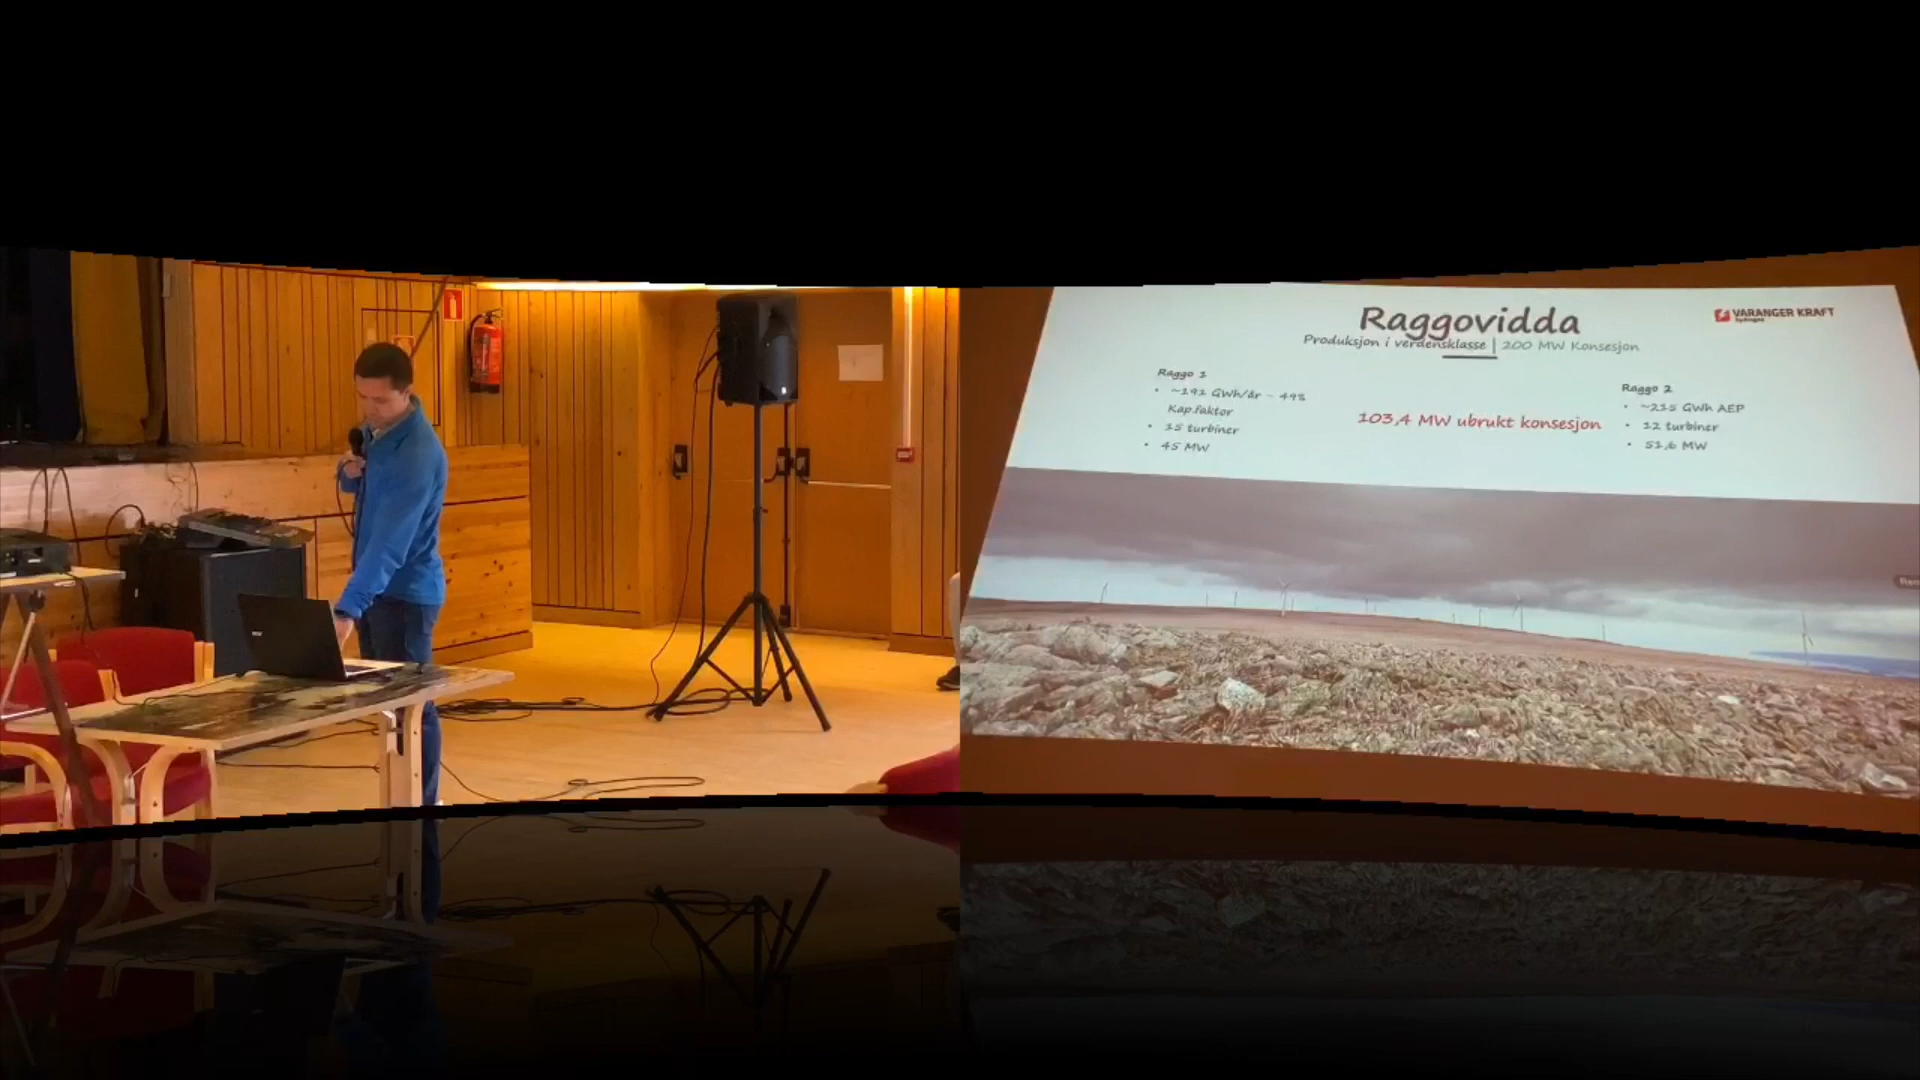 Raggovidda
Produksjon i verdensklasse | 200 MW Konsesjon
VARANGER KRAFT
hydrogen
Raggo 1
• ~191 GWh/år - 49%
Kap.faktor
• 15 turbiner
• 45 MW
103,4 MW ubrukt konsesjon
Raggo 2
• ~215 GWh AEP
• 12 turbiner
• 51,6 MW